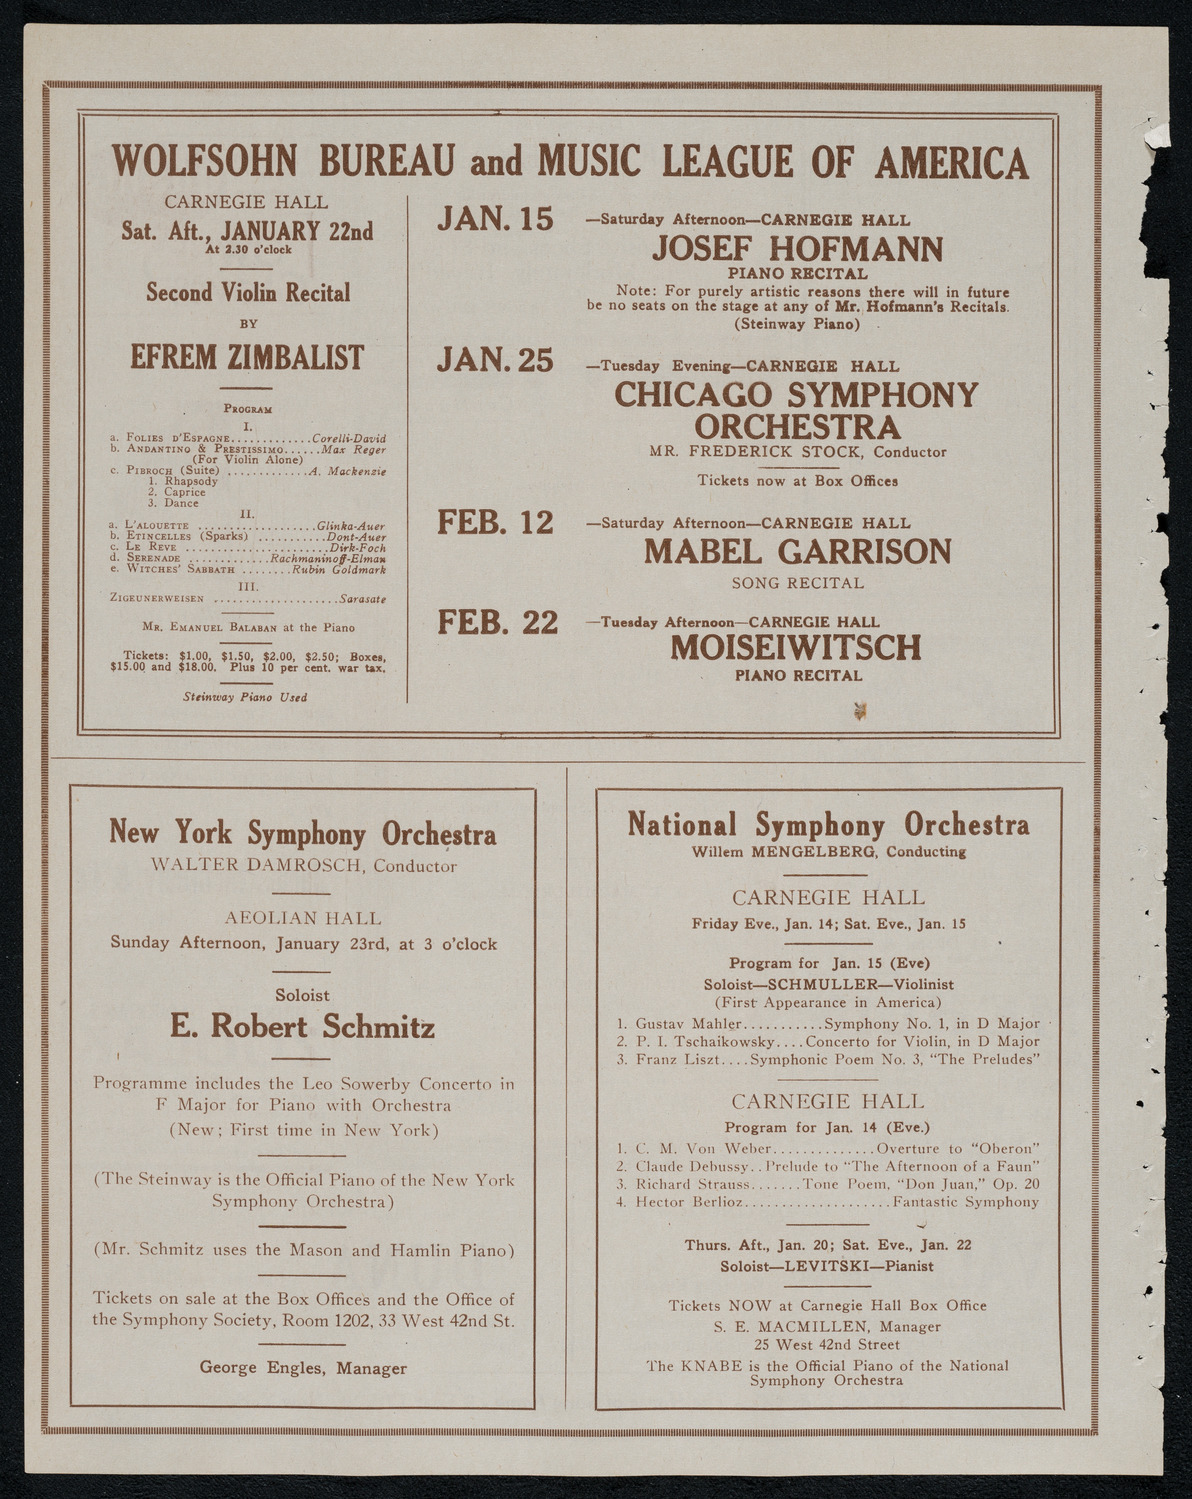 WOLFSOHN BUREAU and MUSIC LEAGUE OF AMERICA
CARNEGIE HALL
Sat. Aft., JANUARY 22nd
At 2.30 o'clock
Second Violin Recital
BY
EFREM ZIMBALIST
PROGRAM
I.
a. FOLIES D'ESPAGNE............Corelli-David
b. ANDANTINO & PRESTISSIMO......Max Reger
(For Violin Alone)
c. PIBROCH (Suite) ............A. Mackenzie
1. Rhapsody
2. Caprice
3. Dance
II.
a. L'ALOUETTE ..................Glinka-Auer
b. ETINCELLES (Sparks) ..........Dont-Auer
c. LE REVE ......................Dirk-Foch
d. SERENADE ............Rachmaninoff-Elman
e. WITCHES' SABBATH ........Rubin Goldmark
III.
ZIGEUNERWEISEN ...................Sarasate
MR. EMANUEL BALABAN at the Piano
Tickets: $1.00, $1.50, $2.00, $2.50; Boxes,
$15.00 and $18.00. Plus 10 per cent. war tax.
Steinway Piano Used
JAN. 15 —Saturday Afternoon—CARNEGIE HALL
JOSEF HOFMANN
PIANO RECITAL
Note: For purely artistic reasons there will in future
be no seats on the stage at any of Mr. Hofmann's Recitals.
(Steinway Piano)
JAN. 25 —Tuesday Evening—CARNEGIE HALL
CHICAGO SYMPHONY
ORCHESTRA
MR. FREDERICK STOCK, Conductor
Tickets now at Box Offices
FEB. 12 —Saturday Afternoon—CARNEGIE HALL
MABEL GARRISON
SONG RECITAL
FEB. 22 —Tuesday Afternoon—CARNEGIE HALL
MOISEIWITSCH
PIANO RECITAL
New York Symphony Orchestra
WALTER DAMROSCH, Conductor
AEOLIAN HALL
Sunday Afternoon, January 23rd, at 3 o'clock
Soloist
E. Robert Schmitz
Programme includes the Leo Sowerby Concerto in
F Major for Piano with Orchestra
(New; First time in New York)
(The Steinway is the Official Piano of the New York
Symphony Orchestra)
(Mr. Schmitz uses the Mason and Hamlin Piano)
Tickets on sale at the Box Offices and the Office of
the Symphony Society, Room 1202, 33 West 42nd St.
George Engles, Manager
National Symphony Orchestra
Willem MENGELBERG, Conducting
CARNEGIE HALL
Friday Eve., Jan. 14; Sat. Eve., Jan. 15
Program for Jan. 15 (Eve)
Soloist—SCHMULLER—Violinist
(First Appearance in America)
1. Gustav Mahler...........Symphony No. 1, in D Major
2. P. I. Tschaikowsky....Concerto for Violin, in D Major
3. Franz Liszt....Symphonic Poem No. 3, "The Preludes"
CARNEGIE HALL
Program for Jan. 14 (Eve.)
1. C. M. Von Weber..............Overture to "Oberon"
2. Claude Debussy..Prelude to "The Afternoon of a Faun"
3. Richard Strauss.......Tone Poem, "Don Juan," Op. 20
4. Hector Berlioz....................Fantastic Symphony
Thurs. Aft., Jan. 20; Sat. Eve., Jan. 22
Soloist—LEVITSKI—Pianist
Tickets NOW at Carnegie Hall Box Office
S. E. MACMILLEN, Manager
25 West 42nd Street
The KNABE is the Official Piano of the National
Symphony Orchestra